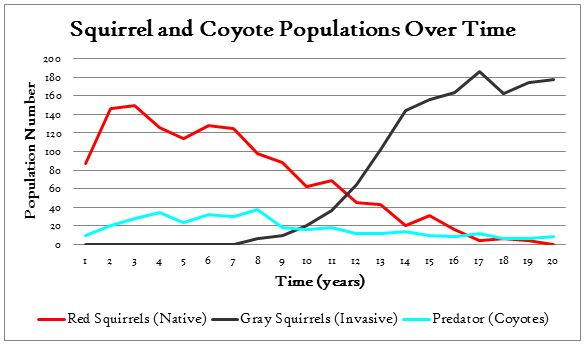 Squirrel and Coyote Populations Over Time
Population Number
200
180
160
140
120
100
80
60
40
20
0
1 2 3 4 5 6 7 8 9 10 11 12 13 14 15 16 17 18 19 20
Time (years)
Red Squirrels (Native) Gray Squirrels (Invasive) Predator (Coyotes)